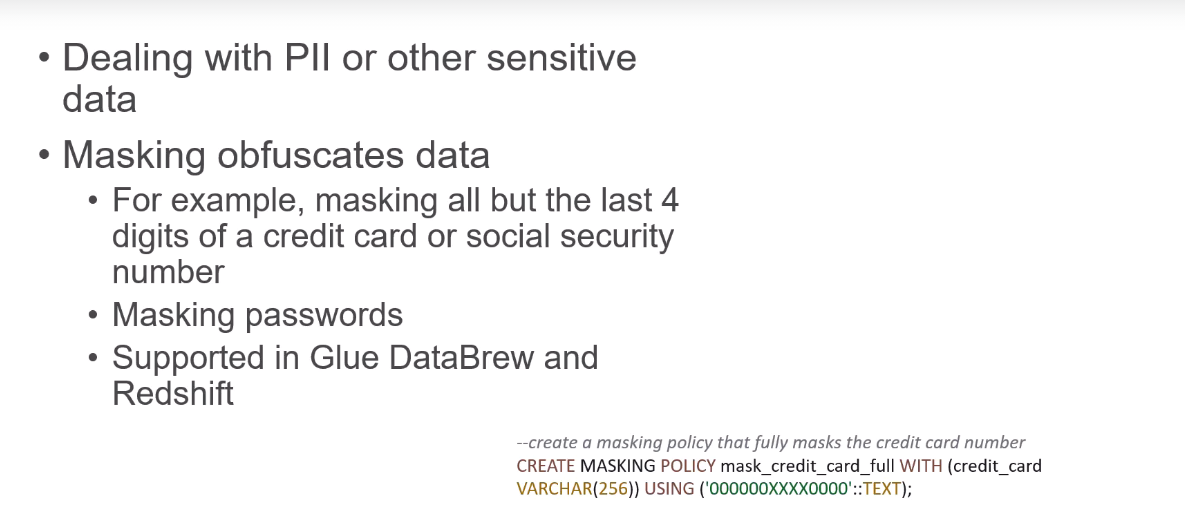 • Dealing with PII or other sensitive
data
• Masking obfuscates data
• For example, masking all but the last 4
digits of a credit card or social security
number
• Masking passwords
• Supported in Glue DataBrew and
Redshift
--create a masking policy that fully masks the credit card number
CREATE MASKING POLICY mask_credit_card_full WITH (credit_card
VARCHAR(256)) USING ('000000XXXX0000'::TEXT);